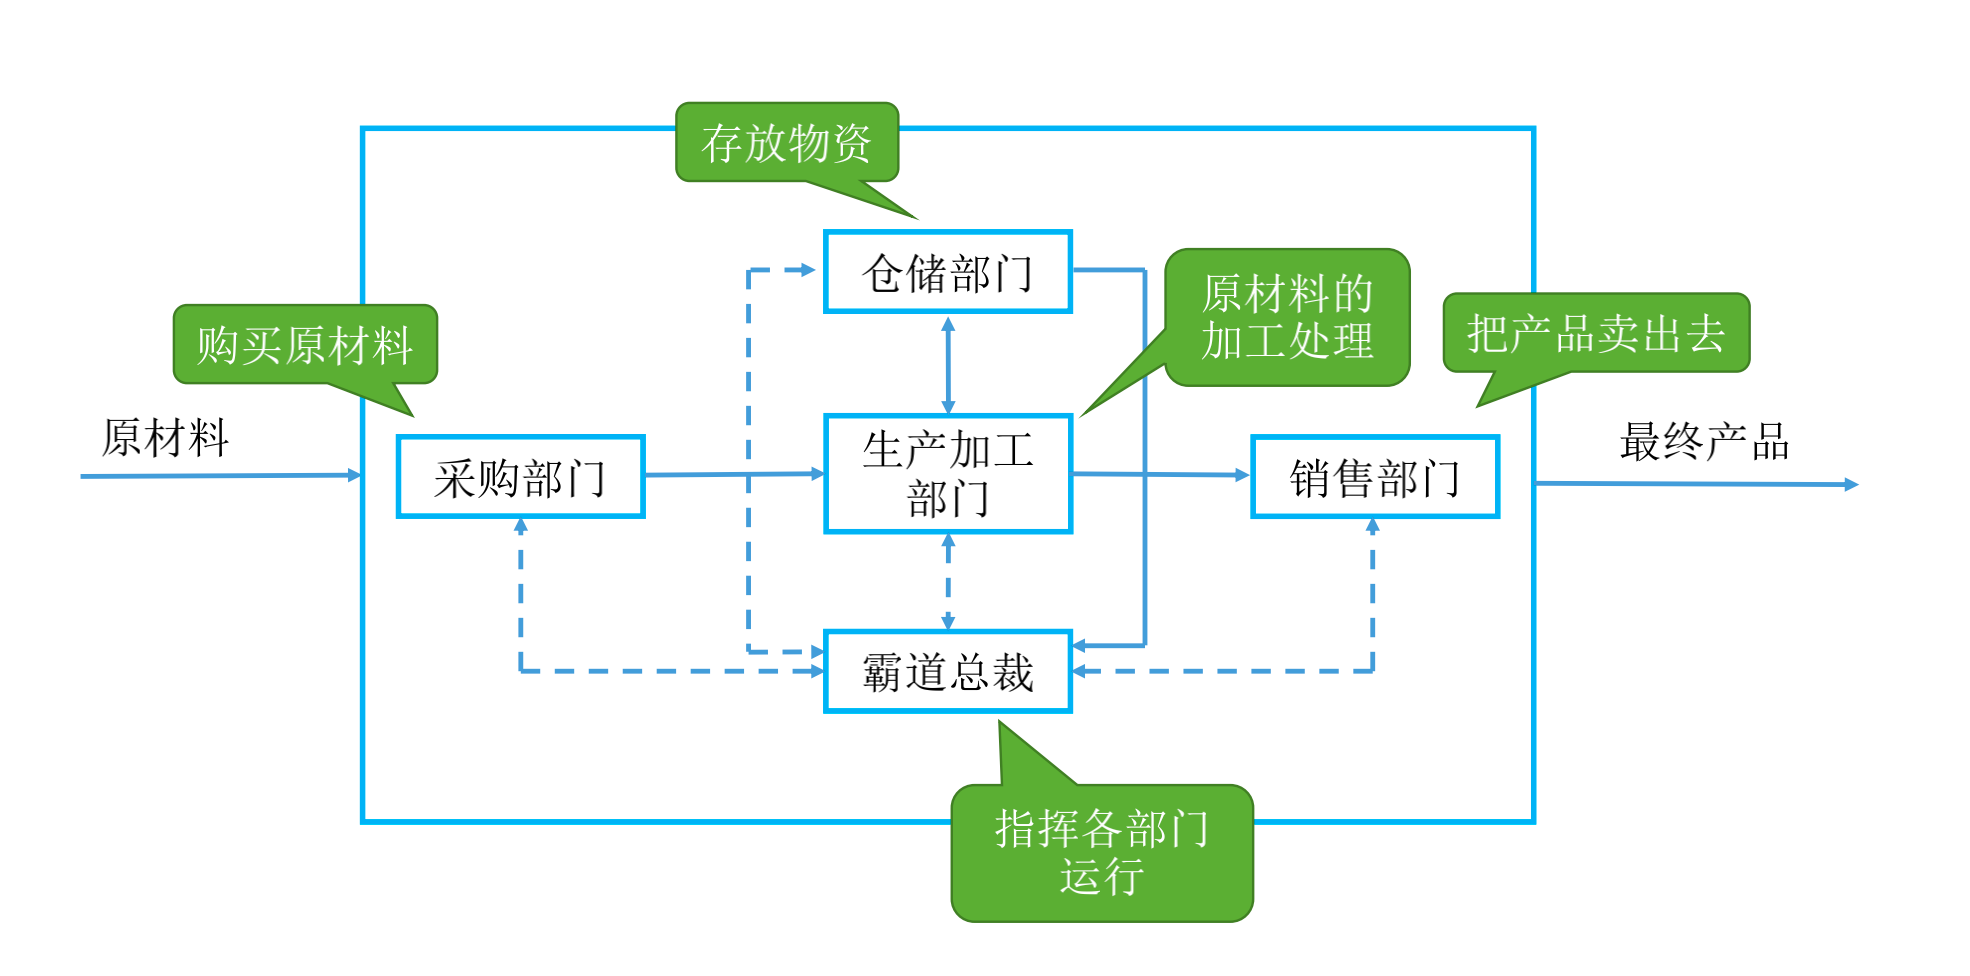 存放物资
仓储部门
原材料的
加工处理
购买原材料
把产品卖出去
原材料
最终产品
采购部门
生产加工
部门
销售部门
霸道总裁
指挥各部门
运行